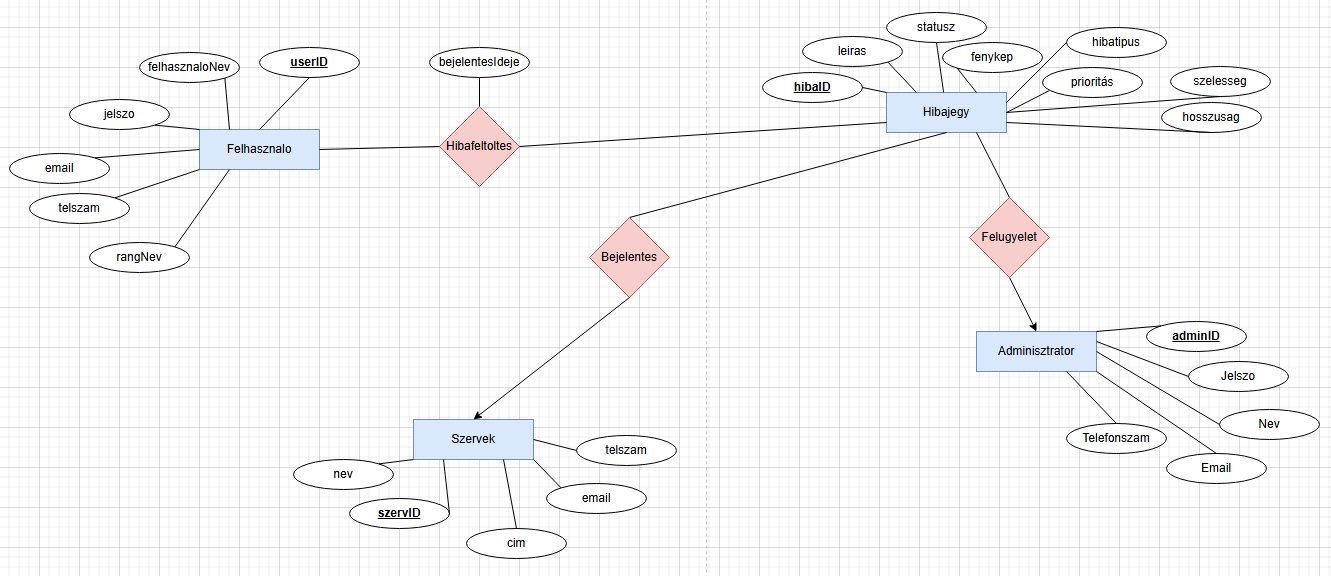 statusz
leiras
hibatipus
fenykep
felhasznaloNev
userID
bejelentesIdeje
prioritás
szelesseg
hibaID
jelszo
Hibajegy
hosszusag
Felhasznalo
Hibafeltoltes
email
telszam
rangNev
Bejelentes
Felugyelet
adminID
Adminisztrator
Jelszo
Nev
Telefonszam
Szervek
telszam
Email
nev
email
szervID
cim